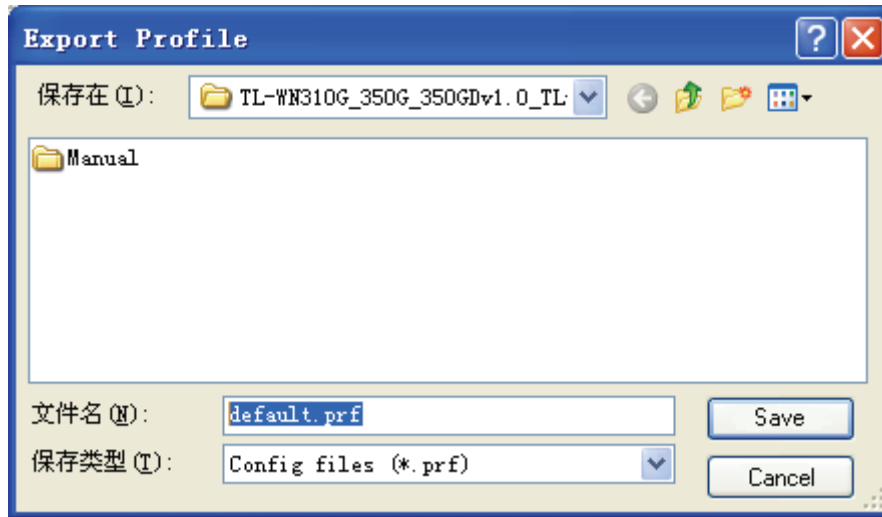 Export Profile
保存在(I):
TL-WN310G_350G_350GDv1.0_TL-
Manual
文件名(N):
default.prf
Save
保存类型(T):
Config files (*.prf)
Cancel